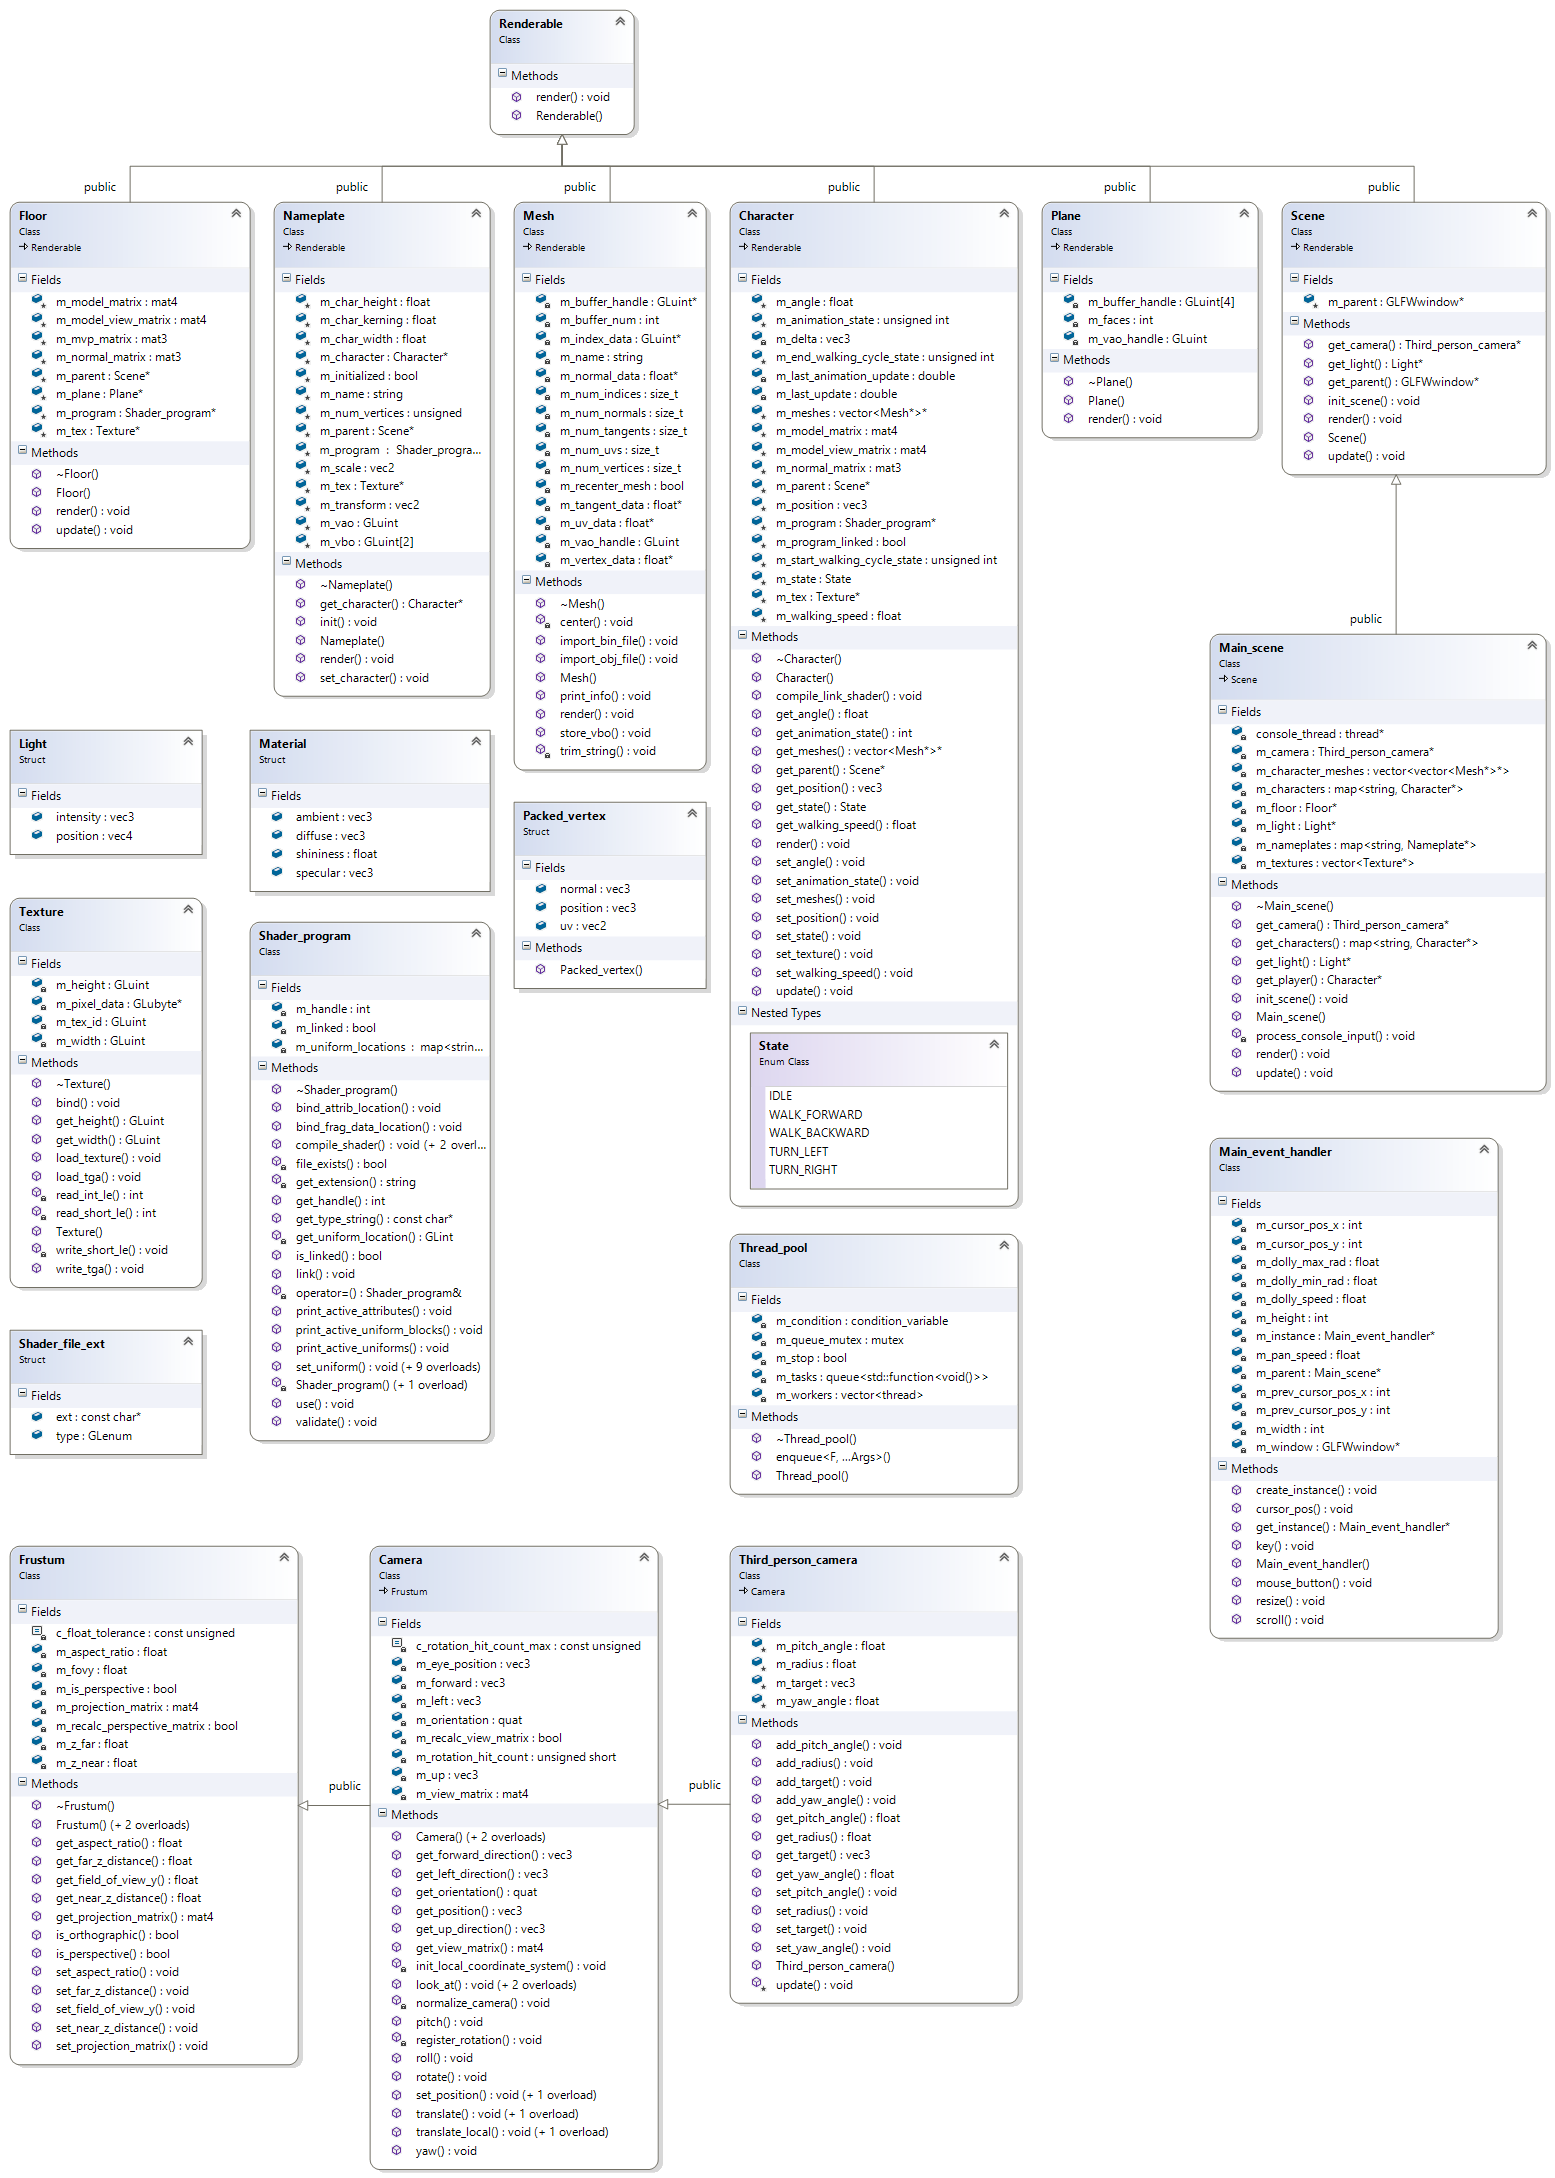 Renderable
Class
Methods
render() : void
Renderable()
public
public
public
public
public
public
Floor
Class
Renderable
Fields
m_model_matrix : mat4
m_model_view_matrix : mat4
m_mvp_matrix : mat3
m_normal_matrix : mat3
m_parent : Scene*
m_plane : Plane*
m_program : Shader_program*
m_tex : Texture*
Methods
~Floor()
Floor()
render() : void
update() : void
Nameplate
Class
Renderable
Fields
m_char_height : float
m_char_kerning : float
m_char_width : float
m_character : Character*
m_initialized : bool
m_name : string
m_num_vertices : unsigned
m_parent : Scene*
m_program : Shader_progra...
m_scale : vec2
m_tex : Texture*
m_transform : vec2
m_vao : GLuint
m_vbo : GLuint[2]
Methods
~Nameplate()
get_character() : Character*
init() : void
Nameplate()
render() : void
set_character() : void
Mesh
Class
Renderable
Fields
m_buffer_handle : GLuint*
m_buffer_num : int
m_index_data : GLuint*
m_name : string
m_normal_data : float*
m_num_indices : size_t
m_num_normals : size_t
m_num_tangents : size_t
m_num_uvs : size_t
m_num_vertices : size_t
m_recenter_mesh : bool
m_tangent_data : float*
m_uv_data : float*
m_vao_handle : GLuint
m_vertex_data : float*
Methods
~Mesh()
center() : void
import_bin_file() : void
import_obj_file() : void
Mesh()
print_info() : void
render() : void
store_vbo() : void
trim_string() : void
Character
Class
Renderable
Fields
m_angle : float
m_animation_state : unsigned int
m_delta : vec3
m_end_walking_cycle_state : unsigned int
m_last_animation_update : double
m_last_update : double
m_meshes : vector<Mesh*>*
m_model_matrix : mat4
m_model_view_matrix : mat4
m_normal_matrix : mat3
m_parent : Scene*
m_position : vec3
m_program : Shader_program*
m_program_linked : bool
m_start_walking_cycle_state : unsigned int
m_state : State
m_tex : Texture*
m_walking_speed : float
Methods
~Character()
Character()
compile_link_shader() : void
get_angle() : float
get_animation_state() : int
get_meshes() : vector<Mesh*>*
get_parent() : Scene*
get_position() : vec3
get_state() : State
get_walking_speed() : float
render() : void
set_angle() : void
set_animation_state() : void
set_meshes() : void
set_position() : void
set_state() : void
set_texture() : void
set_walking_speed() : void
update() : void
Nested Types
State
Enum Class
IDLE
WALK_FORWARD
WALK_BACKWARD
TURN_LEFT
TURN_RIGHT
Plane
Class
Renderable
Fields
m_buffer_handle : GLuint[4]
m_faces : int
m_vao_handle : GLuint
Methods
~Plane()
Plane()
render() : void
Scene
Class
Renderable
Fields
m_parent : GLFWwindow*
Methods
get_camera() : Third_person_camera*
get_light() : Light*
get_parent() : GLFWwindow*
init_scene() : void
render() : void
Scene()
update() : void
public
Main_scene
Class
Scene
Fields
console_thread : thread*
m_camera : Third_person_camera*
m_character_meshes : vector<vector<Mesh*>*>
m_characters : map<string, Character*>
m_floor : Floor*
m_light : Light*
m_nameplates : map<string, Nameplate*>
m_textures : vector<Texture*>
Methods
~Main_scene()
get_camera() : Third_person_camera*
get_characters() : map<string, Character*>
get_light() : Light*
get_player() : Character*
init_scene() : void
Main_scene()
process_console_input() : void
render() : void
update() : void
Light
Struct
Fields
intensity : vec3
position : vec4
Material
Struct
Fields
ambient : vec3
diffuse : vec3
shininess : float
specular : vec3
Packed_vertex
Struct
Fields
normal : vec3
position : vec3
uv : vec2
Methods
Packed_vertex()
Texture
Class
Fields
m_height : GLuint
m_pixel_data : GLubyte*
m_tex_id : GLuint
m_width : GLuint
Methods
~Texture()
bind() : void
get_height() : GLuint
get_width() : GLuint
load_texture() : void
load_tga() : void
read_int_le() : int
read_short_le() : int
Texture()
write_short_le() : void
write_tga() : void
Shader_program
Class
Fields
m_handle : int
m_linked : bool
m_uniform_locations : map<strin...
Methods
~Shader_program()
bind_attrib_location() : void
bind_frag_data_location() : void
compile_shader() : void (+ 2 overl...
file_exists() : bool
get_extension() : string
get_handle() : int
get_type_string() : const char*
get_uniform_location() : GLint
is_linked() : bool
link() : void
operator=() : Shader_program&
print_active_attributes() : void
print_active_uniform_blocks() : void
print_active_uniforms() : void
set_uniform() : void (+ 9 overloads)
Shader_program() (+ 1 overload)
use() : void
validate() : void
Shader_file_ext
Struct
Fields
ext : const char*
type : GLenum
Thread_pool
Class
Fields
m_condition : condition_variable
m_queue_mutex : mutex
m_stop : bool
m_tasks : queue<std::function<void()>>
m_workers : vector<thread>
Methods
~Thread_pool()
enqueue<F, ...Args>()
Thread_pool()
Main_event_handler
Class
Fields
m_cursor_pos_x : int
m_cursor_pos_y : int
m_dolly_max_rad : float
m_dolly_min_rad : float
m_dolly_speed : float
m_height : int
m_instance : Main_event_handler*
m_pan_speed : float
m_parent : Main_scene*
m_prev_cursor_pos_x : int
m_prev_cursor_pos_y : int
m_width : int
m_window : GLFWwindow*
Methods
create_instance() : void
cursor_pos() : void
get_instance() : Main_event_handler*
key() : void
Main_event_handler()
mouse_button() : void
resize() : void
scroll() : void
Frustum
Class
Fields
c_float_tolerance : const unsigned
m_aspect_ratio : float
m_fovy : float
m_is_perspective : bool
m_projection_matrix : mat4
m_recalc_perspective_matrix : bool
m_z_far : float
m_z_near : float
Methods
~Frustum()
Frustum() (+ 2 overloads)
get_aspect_ratio() : float
get_far_z_distance() : float
get_field_of_view_y() : float
get_near_z_distance() : float
get_projection_matrix() : mat4
is_orthographic() : bool
is_perspective() : bool
set_aspect_ratio() : void
set_far_z_distance() : void
set_field_of_view_y() : void
set_near_z_distance() : void
set_projection_matrix() : void
public
Camera
Class
Frustum
Fields
c_rotation_hit_count_max : const unsigned
m_eye_position : vec3
m_forward : vec3
m_left : vec3
m_orientation : quat
m_recalc_view_matrix : bool
m_rotation_hit_count : unsigned short
m_up : vec3
m_view_matrix : mat4
Methods
Camera() (+ 2 overloads)
get_forward_direction() : vec3
get_left_direction() : vec3
get_orientation() : quat
get_position() : vec3
get_up_direction() : vec3
get_view_matrix() : mat4
init_local_coordinate_system() : void
look_at() : void (+ 2 overloads)
normalize_camera() : void
pitch() : void
register_rotation() : void
roll() : void
rotate() : void
set_position() : void (+ 1 overload)
translate() : void (+ 1 overload)
translate_local() : void (+ 1 overload)
yaw() : void
public
Third_person_camera
Class
Camera
Fields
m_pitch_angle : float
m_radius : float
m_target : vec3
m_yaw_angle : float
Methods
add_pitch_angle() : void
add_radius() : void
add_target() : void
add_yaw_angle() : void
get_pitch_angle() : float
get_radius() : float
get_target() : vec3
get_yaw_angle() : float
set_pitch_angle() : void
set_radius() : void
set_target() : void
set_yaw_angle() : void
Third_person_camera()
update() : void